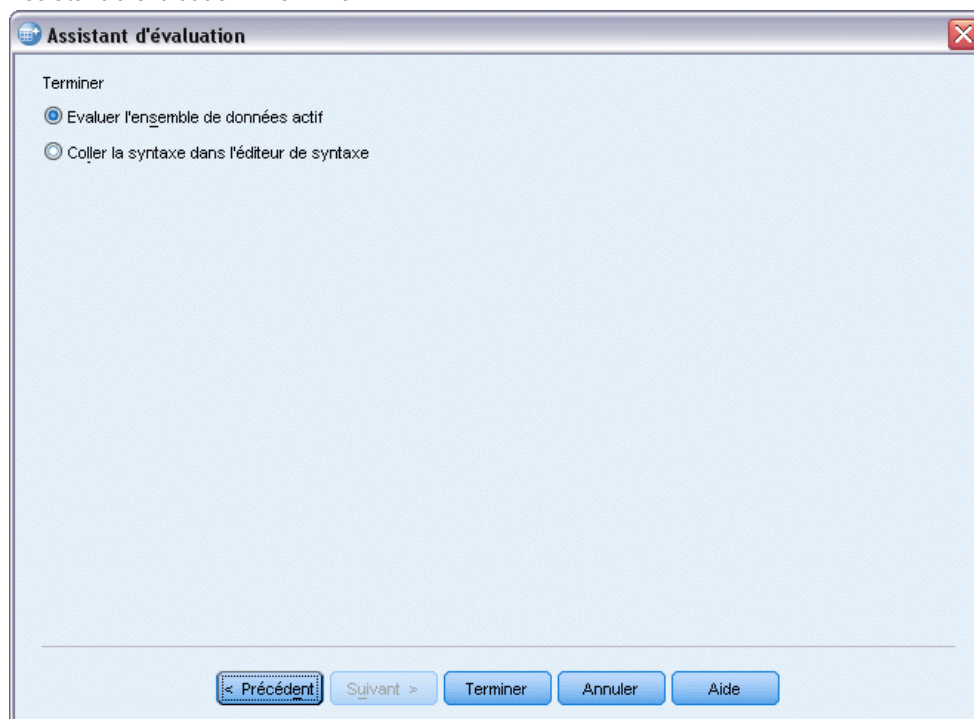 Assistant d'évaluation
Terminer
Evaluer l'ensemble de données actif
Coller la syntaxe dans l'éditeur de syntaxe
< Précédent
Suivant >
Terminer
Annuler
Aide